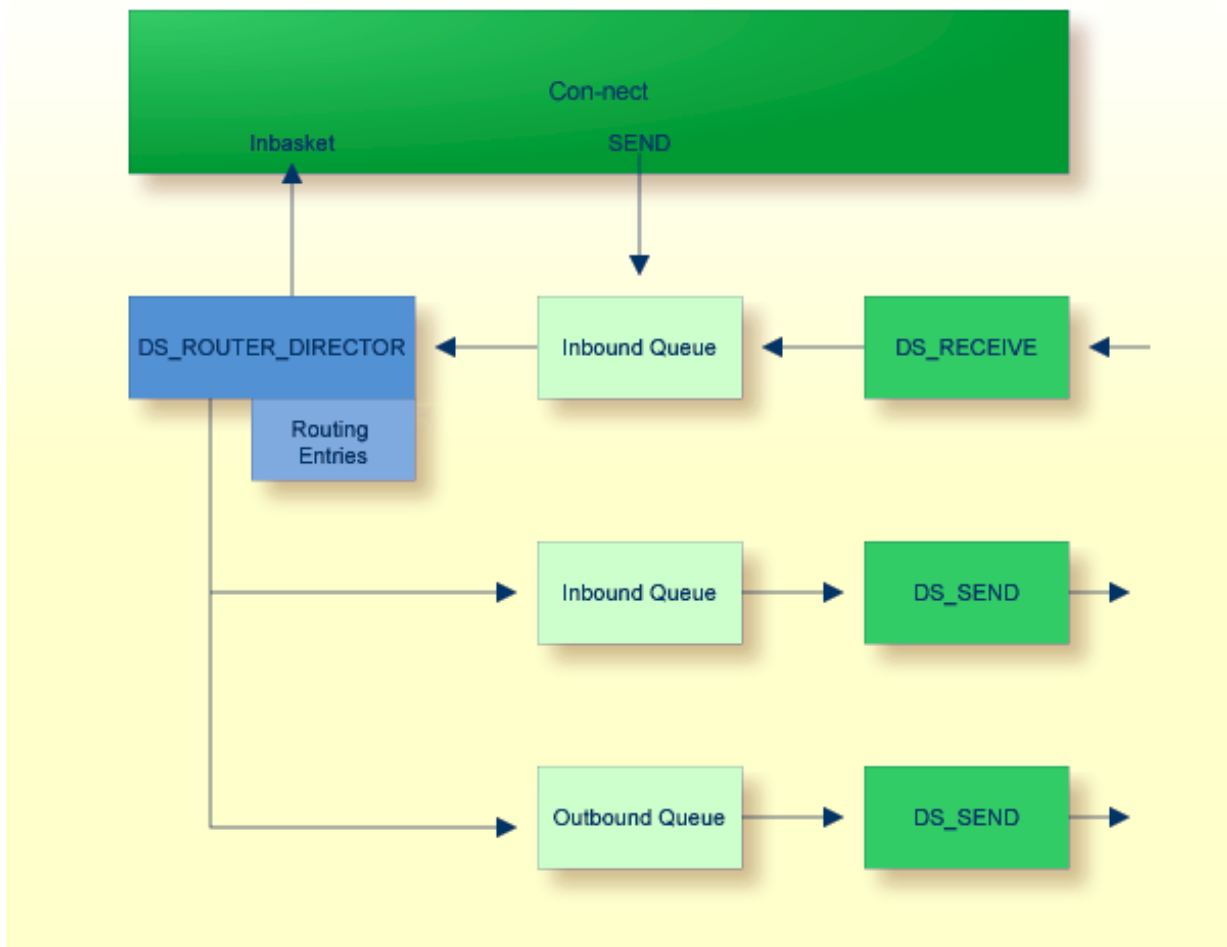 Con-nect
Inbasket
SEND
DS_ROUTER_DIRECTOR
Inbound Queue
DS_RECEIVE
Routing
Entries
Inbound Queue
DS_SEND
Outbound Queue
DS_SEND